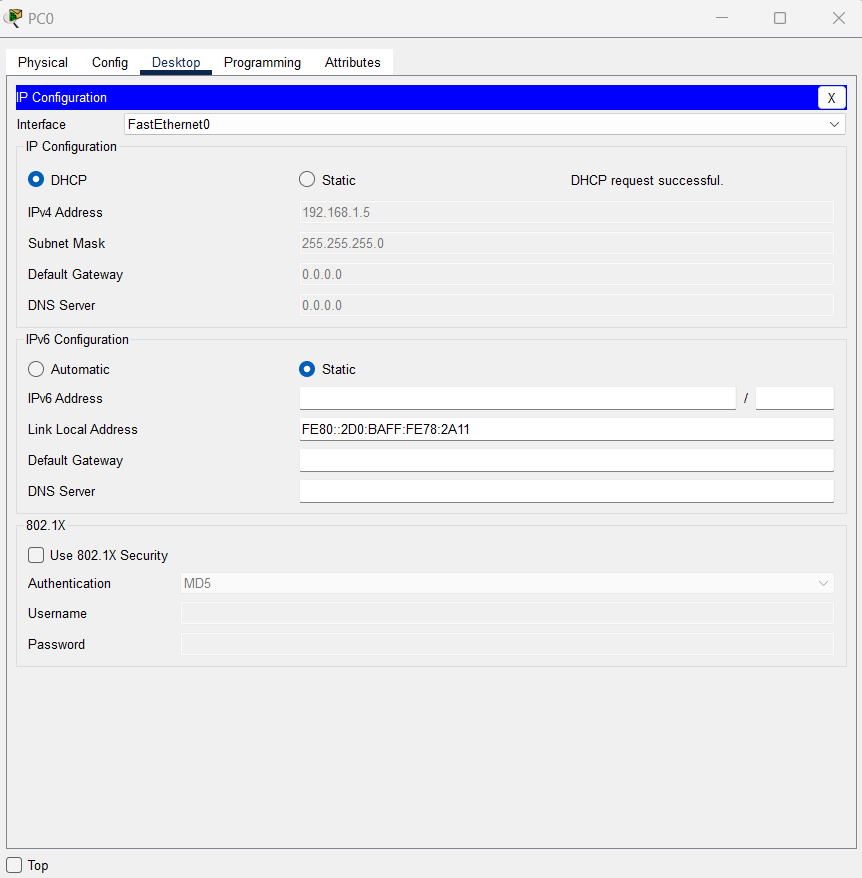 PC0
Physical Config Desktop Programming Attributes
IP Configuration X
Interface FastEthernet0
IP Configuration
DHCP Static DHCP request successful.
IPv4 Address 192.168.1.5
Subnet Mask 255.255.255.0
Default Gateway 0.0.0.0
DNS Server 0.0.0.0
IPv6 Configuration
Automatic Static
IPv6 Address /
Link Local Address FE80::2D0:BAFF:FE78:2A11
Default Gateway
DNS Server
802.1X
Use 802.1X Security
Authentication MD5
Username
Password
Top